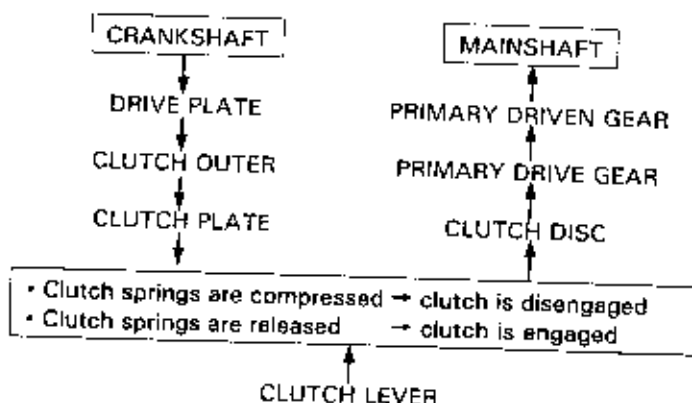 CRANKSHAFT
DRIVE PLATE
CLUTCH OUTER
CLUTCH PLATE
MAINSHAFT
PRIMARY DRIVEN GEAR
PRIMARY DRIVE GEAR
CLUTCH DISC
• Clutch springs are compressed → clutch is disengaged
• Clutch springs are released → clutch is engaged
CLUTCH LEVER